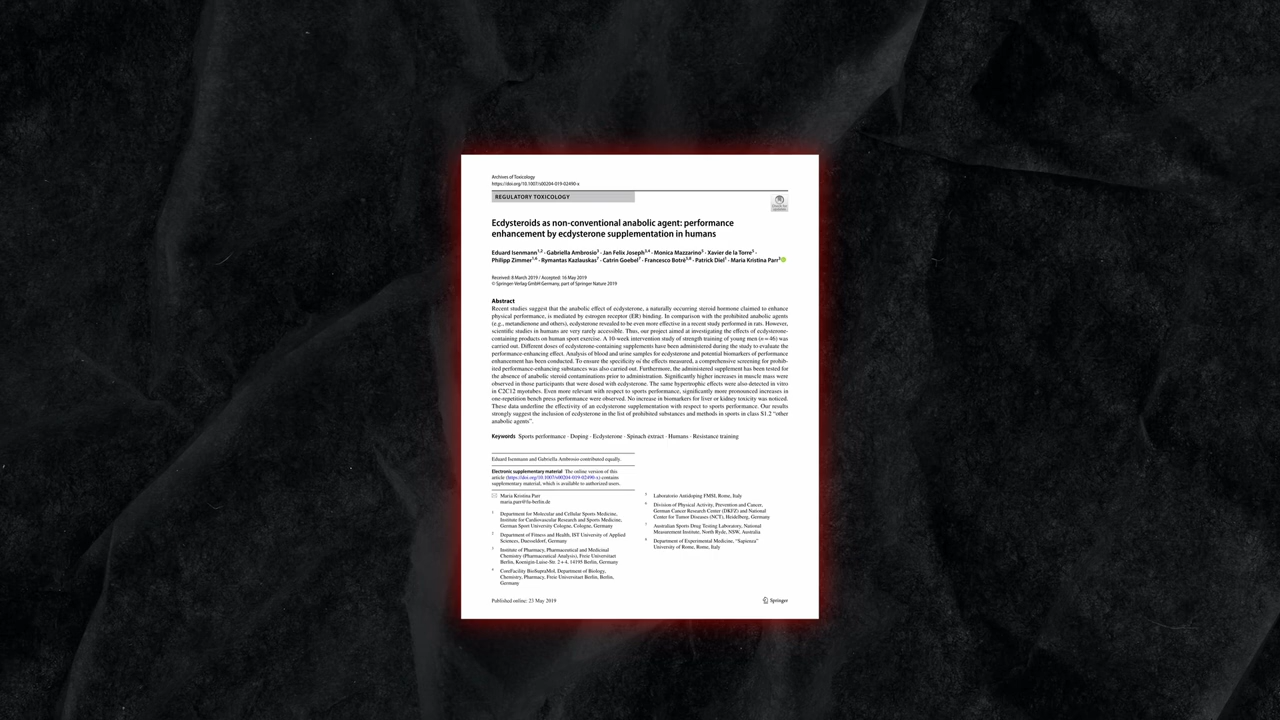 Archives of Toxicology
https://doi.org/10.1007/s00204-019-02490-x
REGULATORY TOXICOLOGY
Ecdysteroids as non-conventional anabolic agent: performance
enhancement by ecdysterone supplementation in humans
Eduard Isenmann1,2 · Gabriella Ambrosio3 · Jan Felix Joseph3,4 · Monica Mazzarino5 · Xavier de la Torre5 ·
Philipp Zimmer1,6 · Rymantas Kazlauskas7 · Catrin Goebel7 · Francesco Botrè5,8 · Patrick Diel1 · Maria Kristina Parr3
Received: 8 March 2019 / Accepted: 16 May 2019
© Springer-Verlag GmbH Germany, part of Springer Nature 2019
Abstract
Recent studies suggest that the anabolic effect of ecdysterone, a naturally occurring steroid hormone claimed to enhance
physical performance, is mediated by estrogen receptor (ER) binding. In comparison with the prohibited anabolic agents
(e.g., metandienone and others), ecdysterone revealed to be even more effective in a recent study performed in rats. However,
scientific studies in humans are very rarely accessible. Thus, our project aimed at investigating the effects of ecdysterone-
containing products on human sport exercise. A 10-week intervention study of strength training of young men (n = 46) was
carried out. Different doses of ecdysterone-containing supplements have been administered during the study to evaluate the
performance-enhancing effect. Analysis of blood and urine samples for ecdysterone and potential biomarkers of performance
enhancement has been conducted. To ensure the specificity of the effects measured, a comprehensive screening for prohib-
ited performance-enhancing substances was also carried out. Furthermore, the administered supplement has been tested for
the absence of anabolic steroid contaminations prior to administration. Significantly higher increases in muscle mass were
observed in those participants that were dosed with ecdysterone. The same hypertrophic effects were also detected in vitro
in C2C12 myotubes. Even more relevant with respect to sports performance, significantly more pronounced increases in
one-repetition bench press performance were observed. No increase in biomarkers for liver or kidney toxicity was noticed.
These data underline the effectivity of an ecdysterone supplementation with respect to sports performance. Our results
strongly suggest the inclusion of ecdysterone in the list of prohibited substances and methods in sports in class S1.2 “other
anabolic agents”.
Keywords Sports performance · Doping · Ecdysterone · Spinach extract · Humans · Resistance training
Eduard Isenmann and Gabriella Ambrosio contributed equally.
Electronic supplementary material The online version of this
article (https://doi.org/10.1007/s00204-019-02490-x) contains
supplementary material, which is available to authorized users.
Maria Kristina Parr
maria.parr@fu-berlin.de
1 Department for Molecular and Cellular Sports Medicine,
Institute for Cardiovascular Research and Sports Medicine,
German Sport University Cologne, Cologne, Germany
2 Department of Fitness and Health, IST University of Applied
Sciences, Duesseldorf, Germany
3 Institute of Pharmacy, Pharmaceutical and Medicinal
Chemistry (Pharmaceutical Analysis), Freie Universitaet
Berlin, Koenigin-Luise-Str. 2 + 4, 14195 Berlin, Germany
4 CoreFacility BioSupraMol, Department of Biology,
Chemistry, Pharmacy, Freie Universitaet Berlin, Berlin,
Germany
5 Laboratorio Antidoping FMSI, Rome, Italy
6 Division of Physical Activity, Prevention and Cancer,
German Cancer Research Center (DKFZ) and National
Center for Tumor Diseases (NCT), Heidelberg, Germany
7 Australian Sports Drug Testing Laboratory, National
Measurement Institute, North Ryde, NSW, Australia
8 Department of Experimental Medicine, “Sapienza”
University of Rome, Rome, Italy
Published online: 23 May 2019
Springer